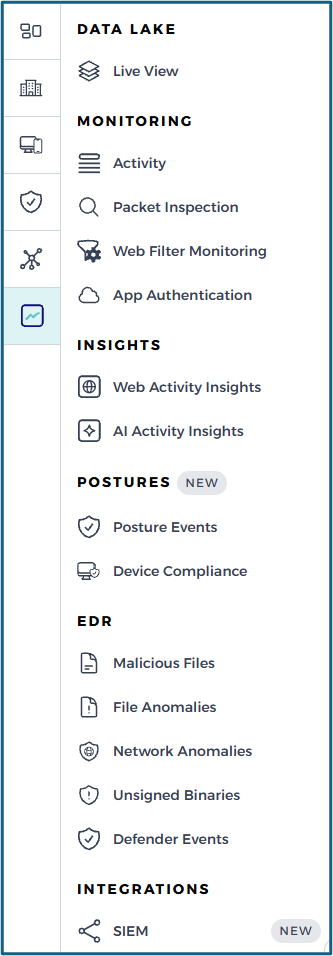 DATA LAKE
Live View
MONITORING
Activity
Packet Inspection
Web Filter Monitoring
App Authentication
INSIGHTS
Web Activity Insights
AI Activity Insights
POSTURES NEW
Posture Events
Device Compliance
EDR
Malicious Files
File Anomalies
Network Anomalies
Unsigned Binaries
Defender Events
INTEGRATIONS
SIEM NEW